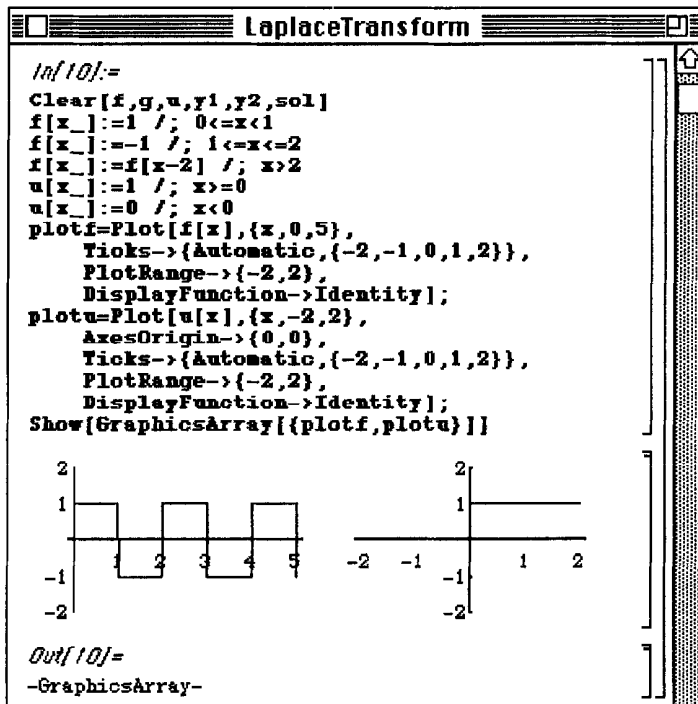 LaplaceTransform
In[10]:=
Clear[f,g,u,y1,y2,sol]
f[x_]:=1 /; 0<=x<1
f[x_]:=-1 /; 1<=x<=2
f[x_]:=f[x-2] /; x>2
u[x_]:=1 /; x>=0
u[x_]:=0 /; x<0
plotf=Plot[f[x],{x,0,5},
Ticks->{Automatic,{-2,-1,0,1,2}},
PlotRange->{-2,2},
DisplayFunction->Identity];
plotu=Plot[u[x],{x,-2,2},
AxesOrigin->{0,0},
Ticks->{Automatic,{-2,-1,0,1,2}},
PlotRange->{-2,2},
DisplayFunction->Identity];
Show[GraphicsArray[{plotf,plotu}]]
2
1
1 2 3 4 5
-1
-2
2
1
-2 -1 1 2
-1
-2
Out[10]=
-GraphicsArray-